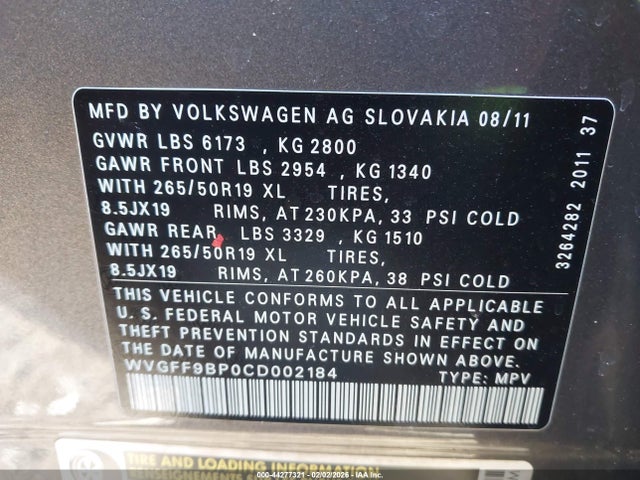 MFD BY VOLKSWAGEN AG SLOVAKIA 08/11
GVWR LBS 6173 , KG 2800
GAWR FRONT LBS 2954 , KG 1340
WITH 265/50R19 XL TIRES,
8.5JX19 RIMS, AT 230KPA, 33 PSI COLD
GAWR REAR LBS 3329 , KG 1510
WITH 265/50R19 XL TIRES,
8.5JX19 RIMS, AT 260KPA, 38 PSI COLD
THIS VEHICLE CONFORMS TO ALL APPLICABLE
U. S. FEDERAL MOTOR VEHICLE SAFETY AND
THEFT PREVENTION STANDARDS IN EFFECT ON
THE DATE OF MANUFACTURE SHOWN ABOVE.
WVGFF9BP0CD002184 TYPE: MPV
3264282 2011 37
TIRE AND LOADING INFORMATION
RENSEIGNEMENTS
000-44277321 - 02/02/2026 - IAA